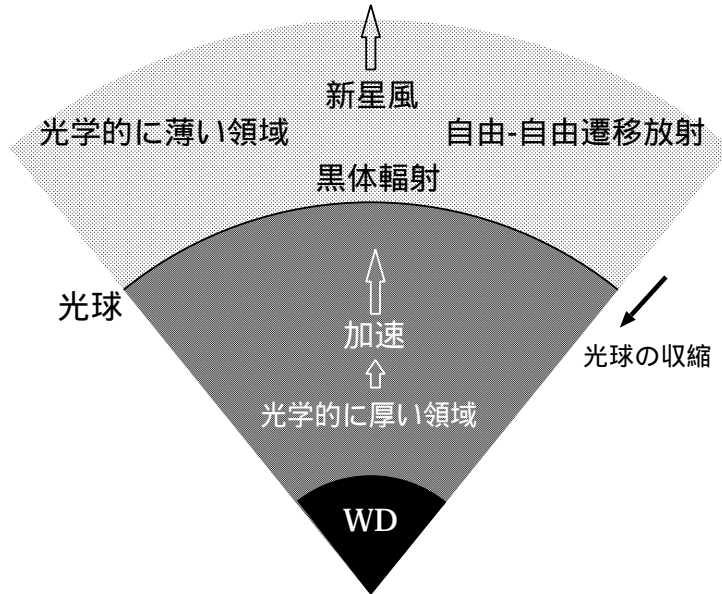 新星風
光学的に薄い領域
自由-自由遷移放射
黒体輻射
光球
加速
光球の収縮
光学的に厚い領域
WD